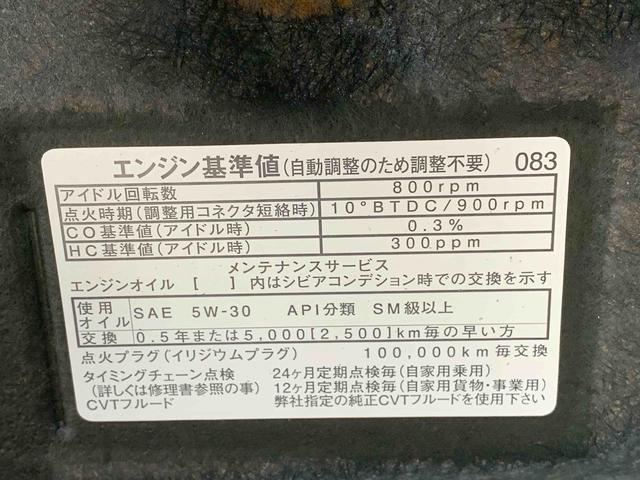 エンジン基準値(自動調整のため調整不要) 083
アイドル回転数 800rpm
点火時期(調整用コネクタ短絡時) 10°BTDC/900rpm
CO基準値(アイドル時) 0.3%
HC基準値(アイドル時) 300ppm
メンテナンスサービス
エンジンオイル [ ] 内はシビアコンデション時での交換を示す
使用オイル SAE 5W-30 API分類 SM級以上
交換 0.5年または5,000[2,500]km毎の早い方
点火プラグ(イリジウムプラグ) 100,000km毎交換
タイミングチェーン点検 24ヶ月定期点検毎(自家用乗用)
(詳しくは修理書参照の事) 12ヶ月定期点検毎(自家用貨物・事業用)
CVTフルード 弊社指定の純正CVTフルードを使用下さい